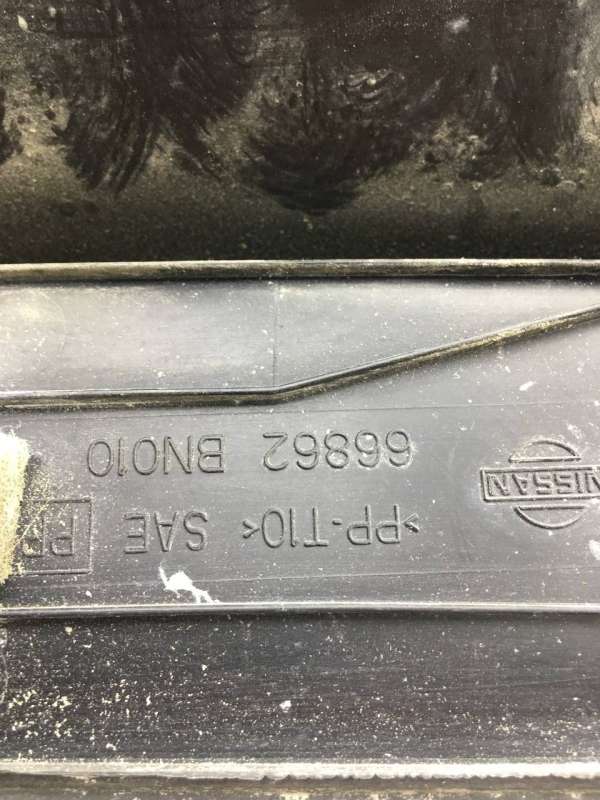 NISSAN
>PP-T10< SAE PP
66862 BN010